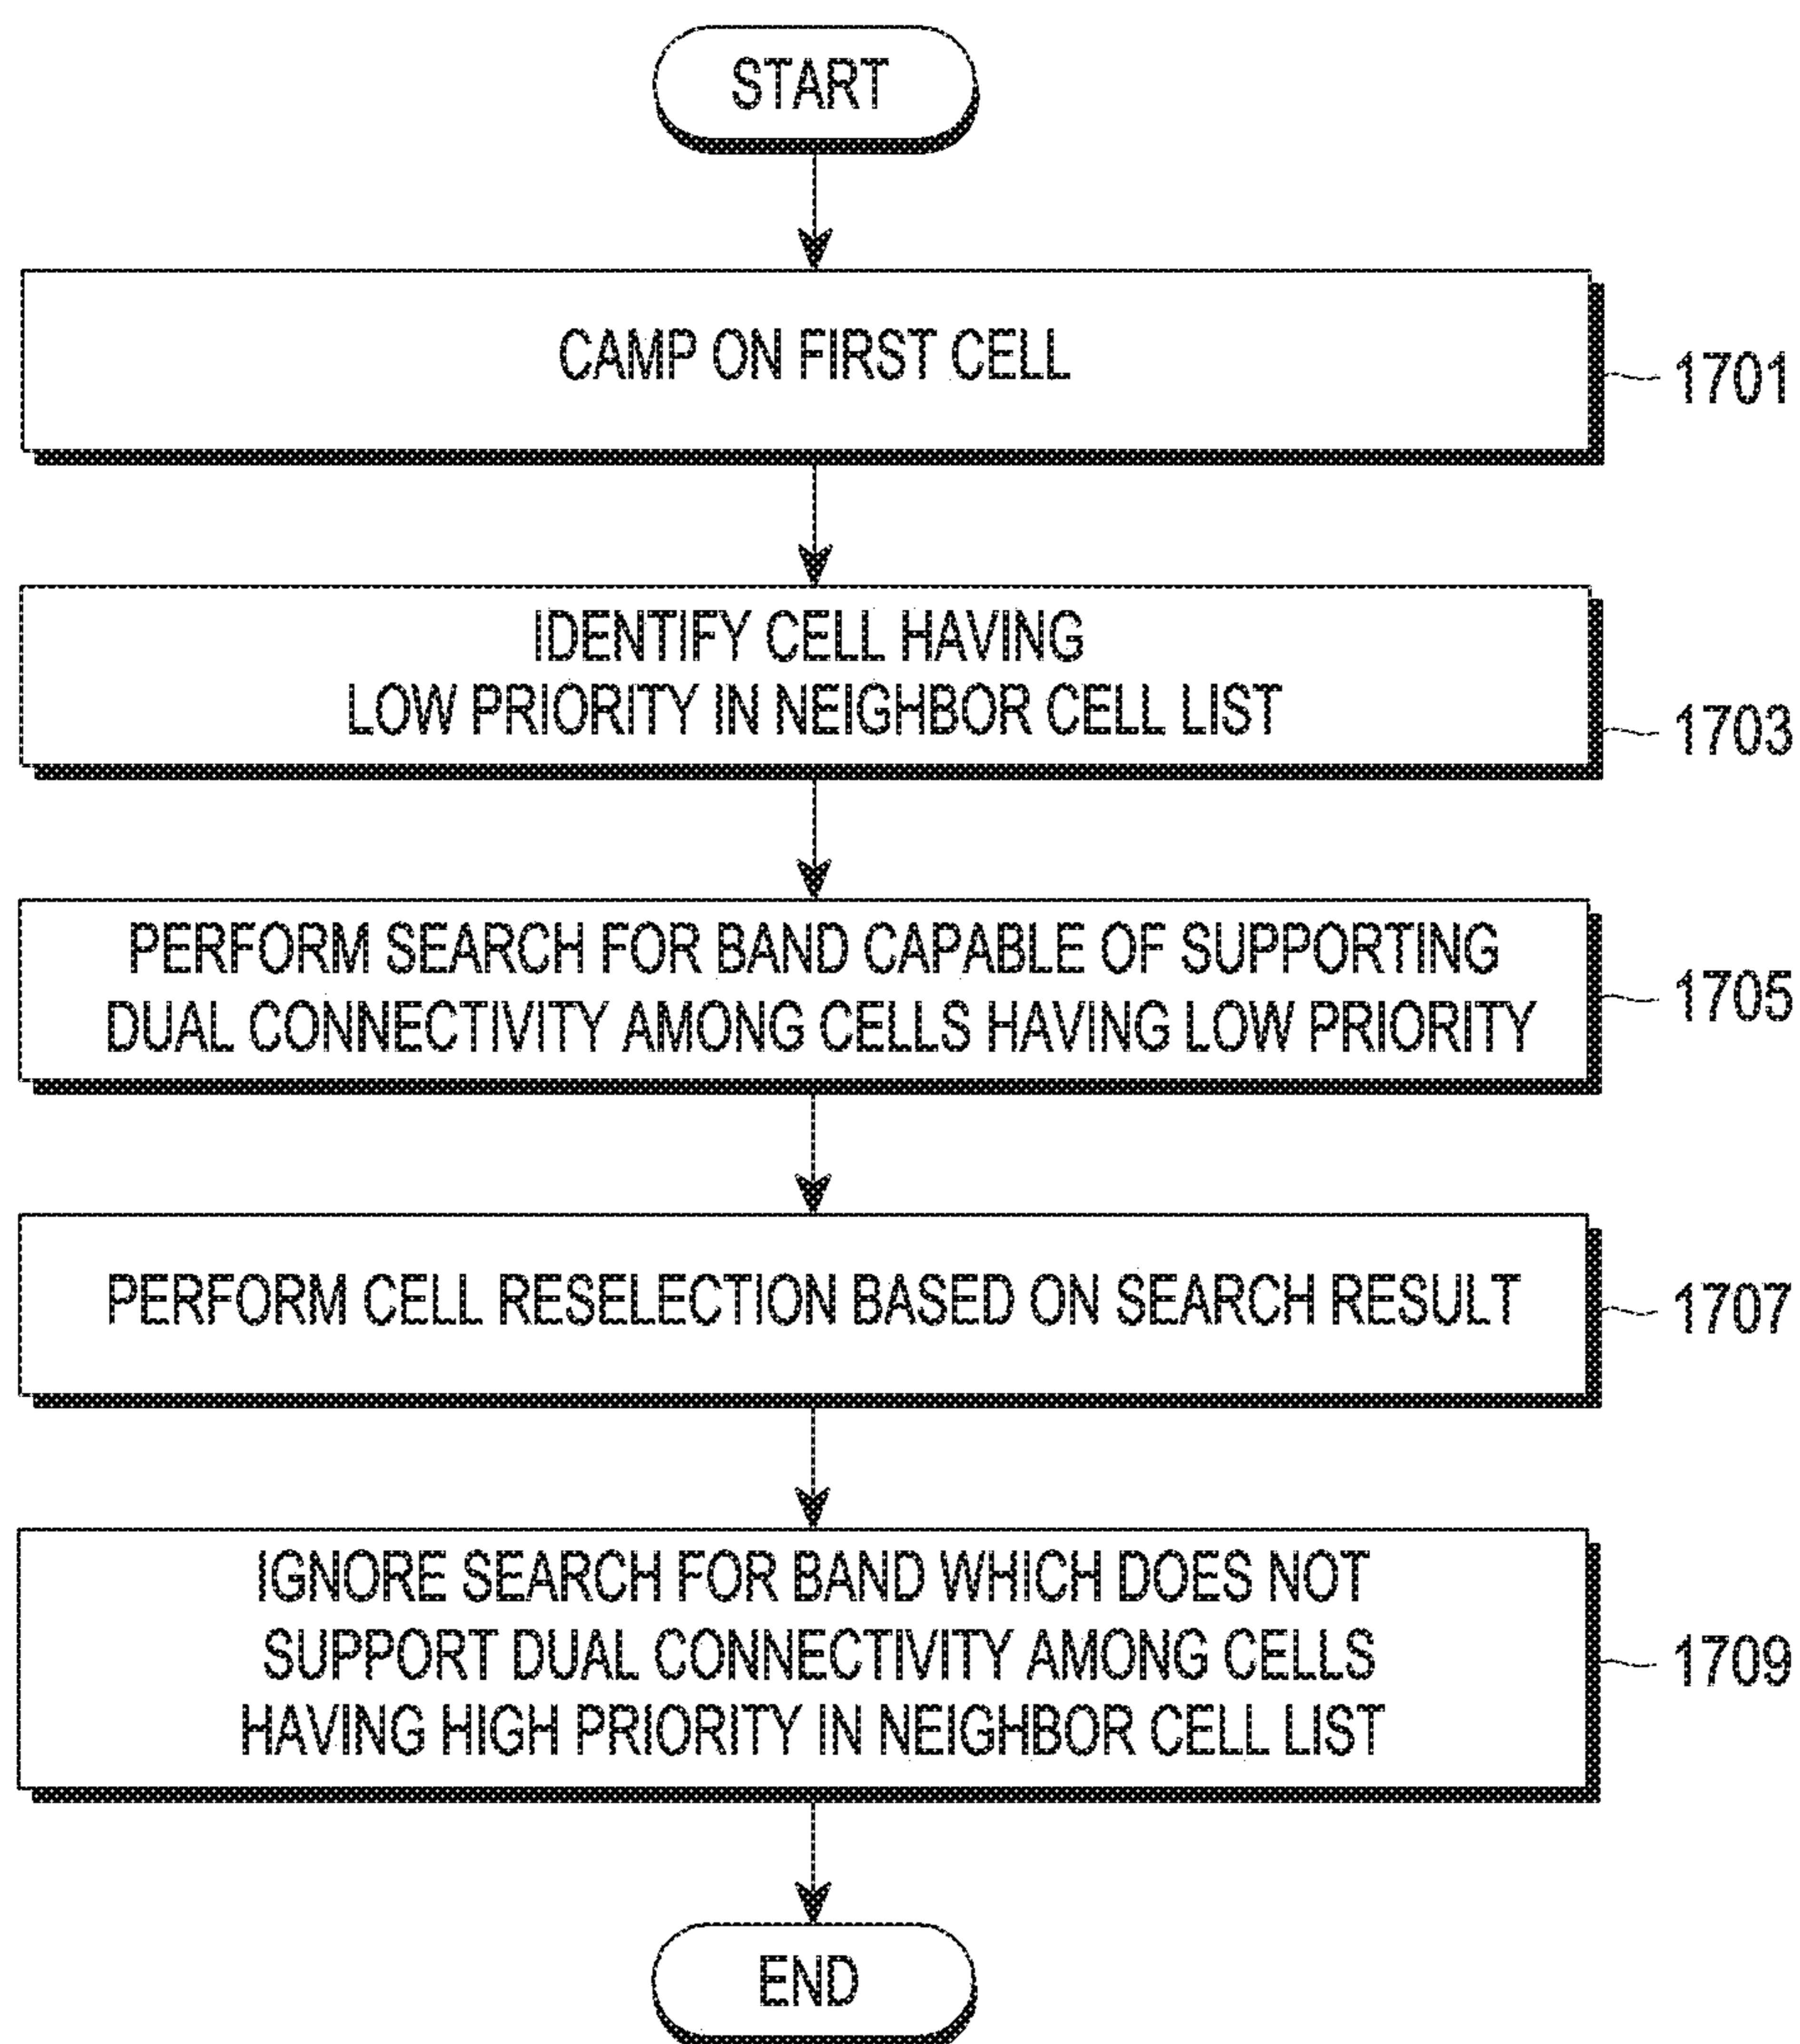 START
CAMP ON FIRST CELL
1701
IDENTIFY CELL HAVING
LOW PRIORITY IN NEIGHBOR CELL LIST
1703
PERFORM SEARCH FOR BAND CAPABLE OF SUPPORTING
DUAL CONNECTIVITY AMONG CELLS HAVING LOW PRIORITY
1705
PERFORM CELL RESELECTION BASED ON SEARCH RESULT
1707
IGNORE SEARCH FOR BAND WHICH DOES NOT
SUPPORT DUAL CONNECTIVITY AMONG CELLS
HAVING HIGH PRIORITY IN NEIGHBOR CELL LIST
1709
END